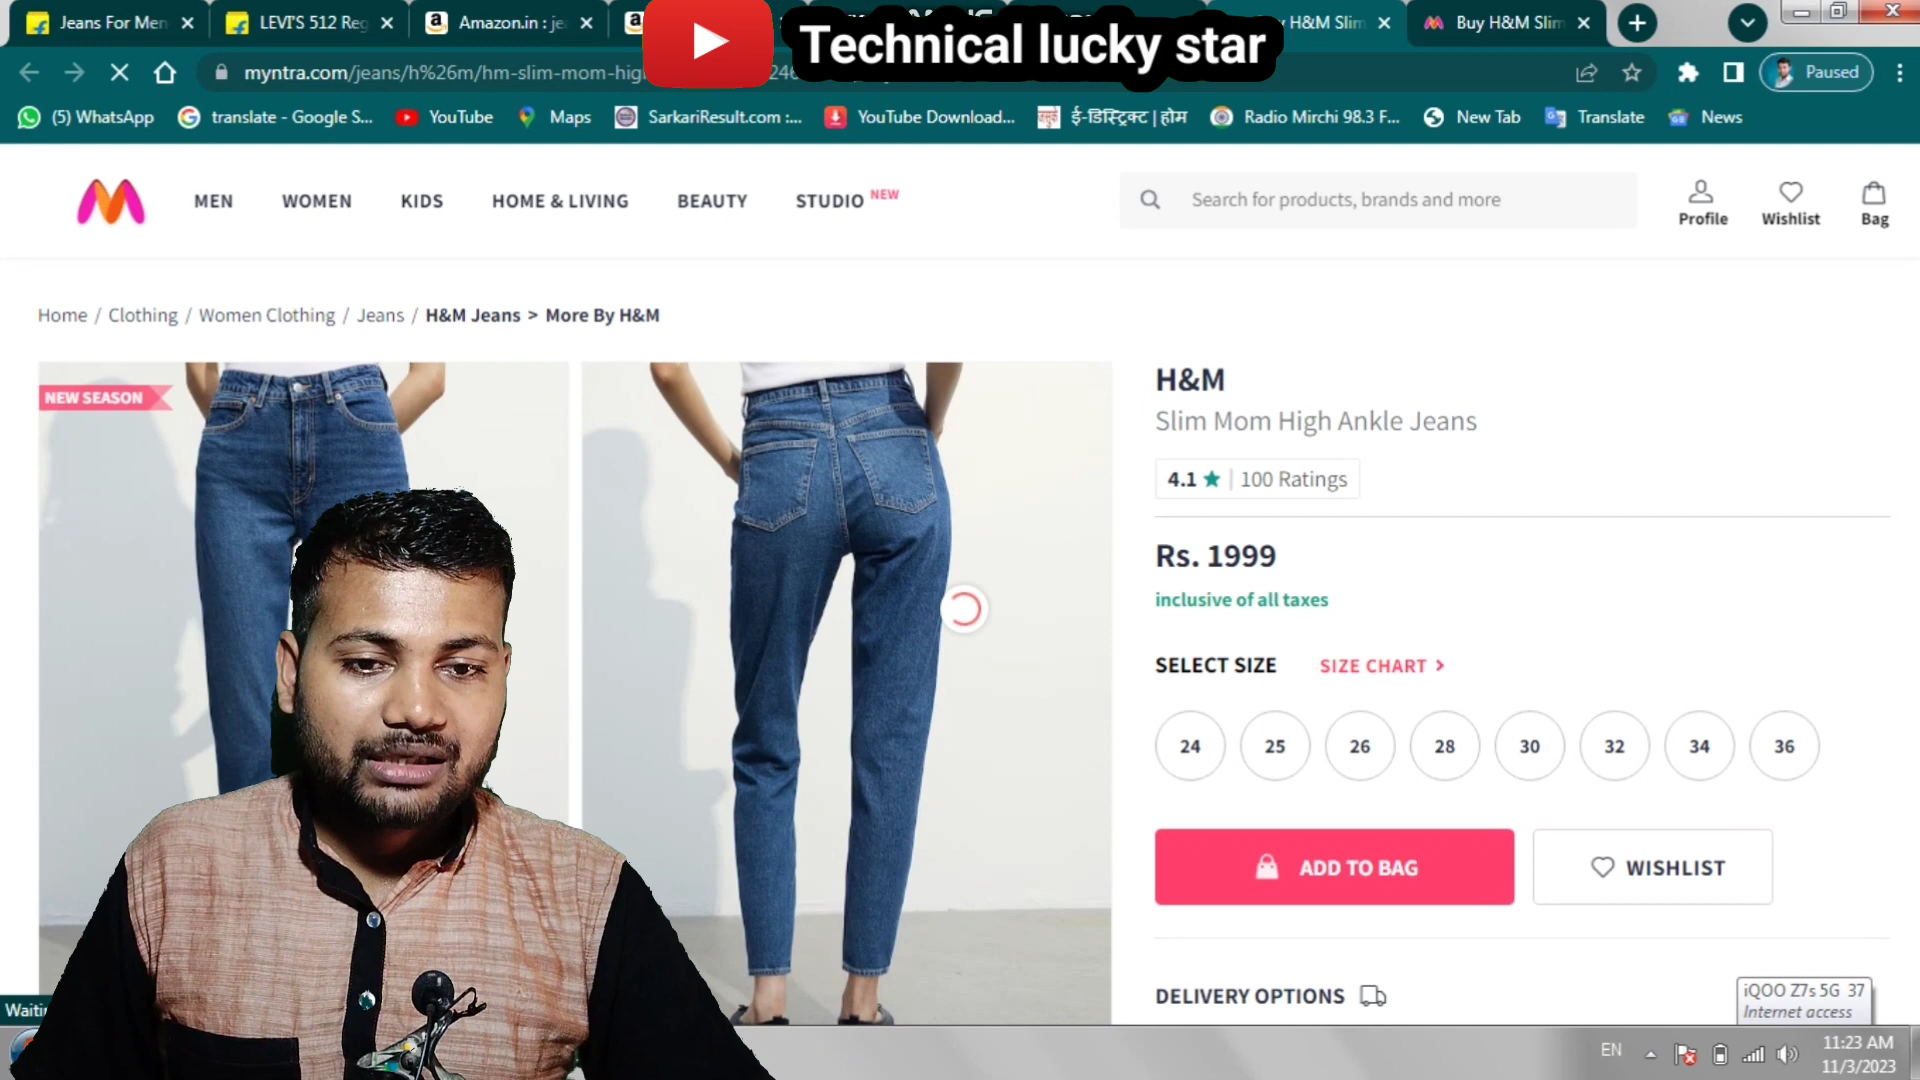 Jeans For Men
LEVI'S 512 Reg
Amazon.in : je
H&M Slim
Buy H&M Slim
Technical lucky star
myntra.com/jeans/h%26m/hm-slim-mom-hig
Paused
(5) WhatsApp
translate - Google S...
YouTube
Maps
SarkariResult.com :...
YouTube Download...
ई-डिस्ट्रिक्ट | होम
Radio Mirchi 98.3 F...
New Tab
Translate
News
MEN
WOMEN
KIDS
HOME & LIVING
BEAUTY
STUDIO NEW
Search for products, brands and more
Profile
Wishlist
Bag
Home / Clothing / Women Clothing / Jeans / H&M Jeans > More By H&M
NEW SEASON
H&M
Slim Mom High Ankle Jeans
4.1 ★ | 100 Ratings
Rs. 1999
inclusive of all taxes
SELECT SIZE
SIZE CHART >
24
25
26
28
30
32
34
36
ADD TO BAG
WISHLIST
DELIVERY OPTIONS
iQOO Z7s 5G 37
Internet access
EN
11:23 AM
11/3/2023